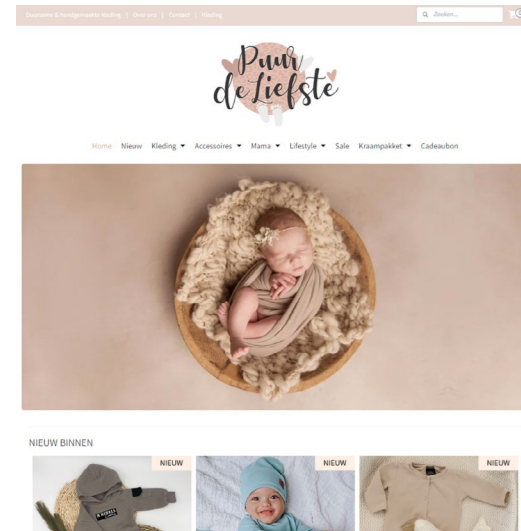 Duurzame & handgemaakte kleding | Over ons | Contact | Kleding
Zoeken...
Puur
de Liefste
Home Nieuw Kleding Accessoires Mama Lifestyle Sale Kraampakket Cadeaubon
NIEUW BINNEN
NIEUW NIEUW NIEUW